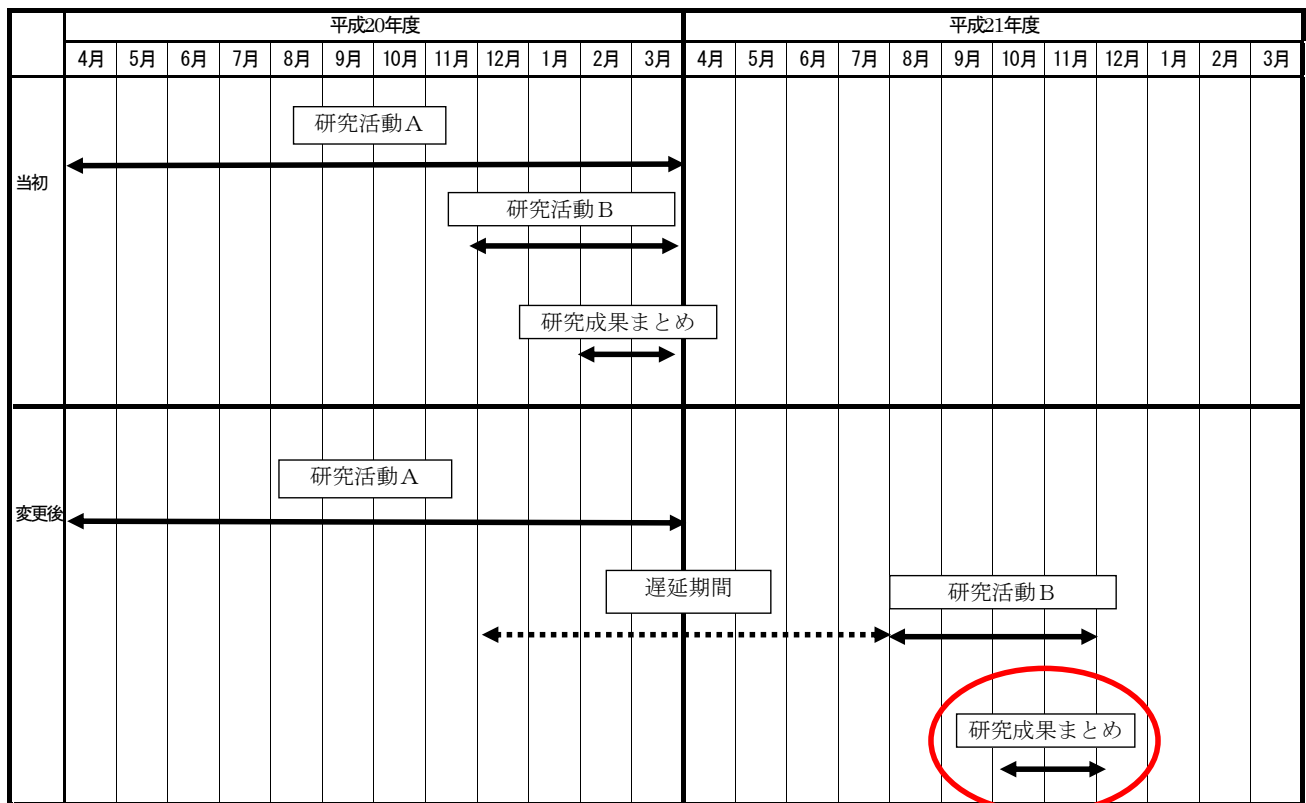 平成20年度 平成21年度
4月 5月 6月 7月 8月 9月 10月 11月 12月 1月 2月 3月 4月 5月 6月 7月 8月 9月 10月 11月 12月 1月 2月 3月
研究活動A
当初
研究活動B
研究成果まとめ
研究活動A
変更後
遅延期間 研究活動B
研究成果まとめ